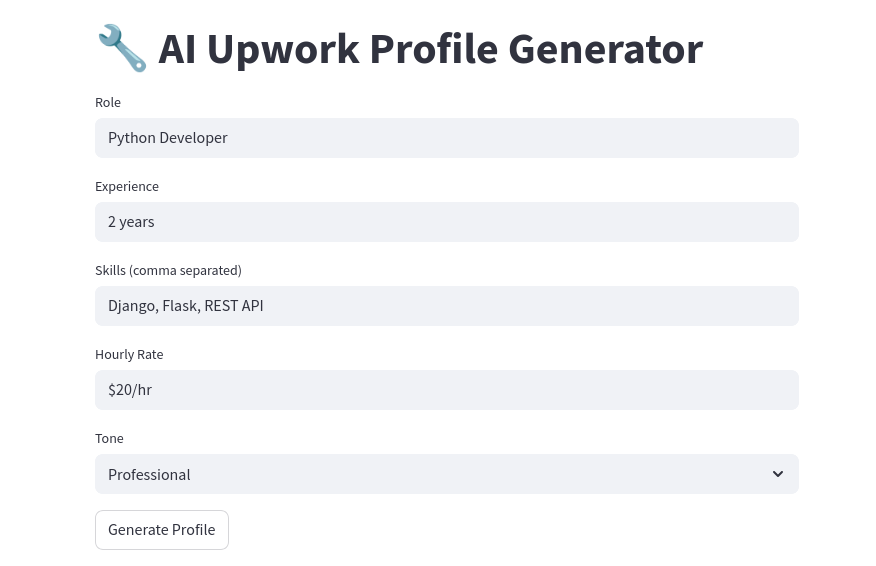 🔧 AI Upwork Profile Generator
Role
Python Developer
Experience
2 years
Skills (comma separated)
Django, Flask, REST API
Hourly Rate
$20/hr
Tone
Professional
Generate Profile